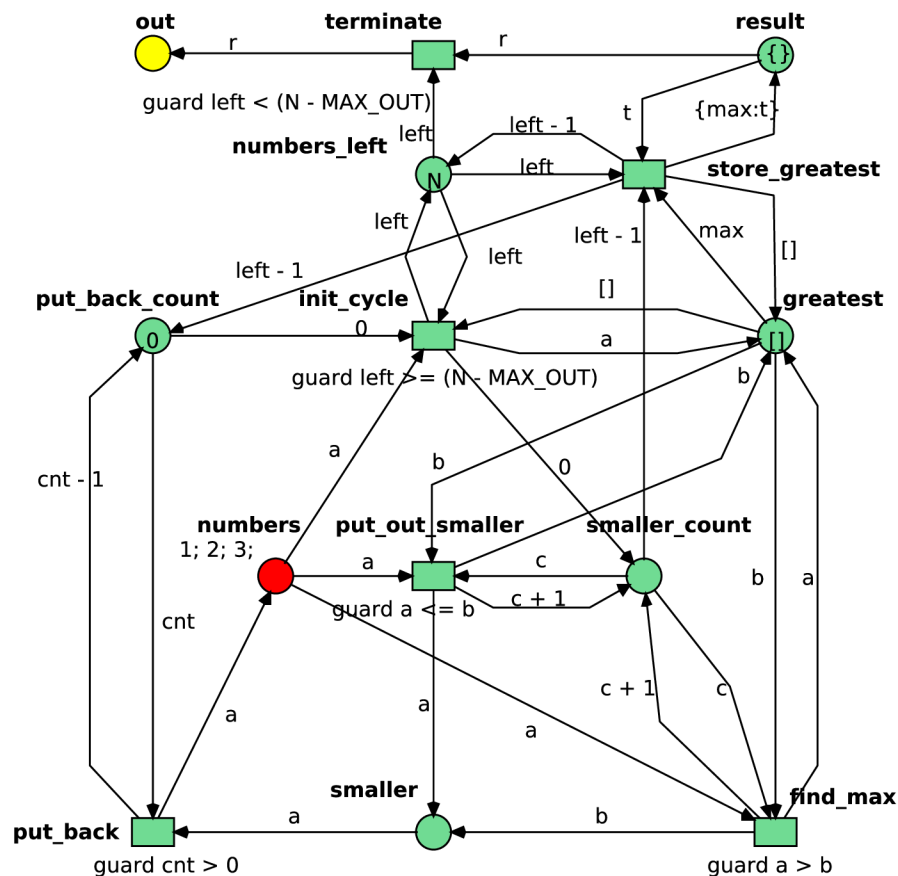 out
terminate
result
r
r
{}
guard left < (N - MAX_OUT)
t
{max:t}
left
left - 1
numbers_left
left
store_greatest
N
left
left - 1
max
left
[]
left - 1
put_back_count
init_cycle
[]
greatest
0
0
a
[]
guard left >= (N - MAX_OUT)
b
a
b
0
cnt - 1
numbers
put_out_smaller
smaller_count
1; 2; 3;
a
c
b
a
c + 1
guard a <= b
cnt
c + 1
c
a
a
a
smaller
find_max
a
b
put_back
guard cnt > 0
guard a > b